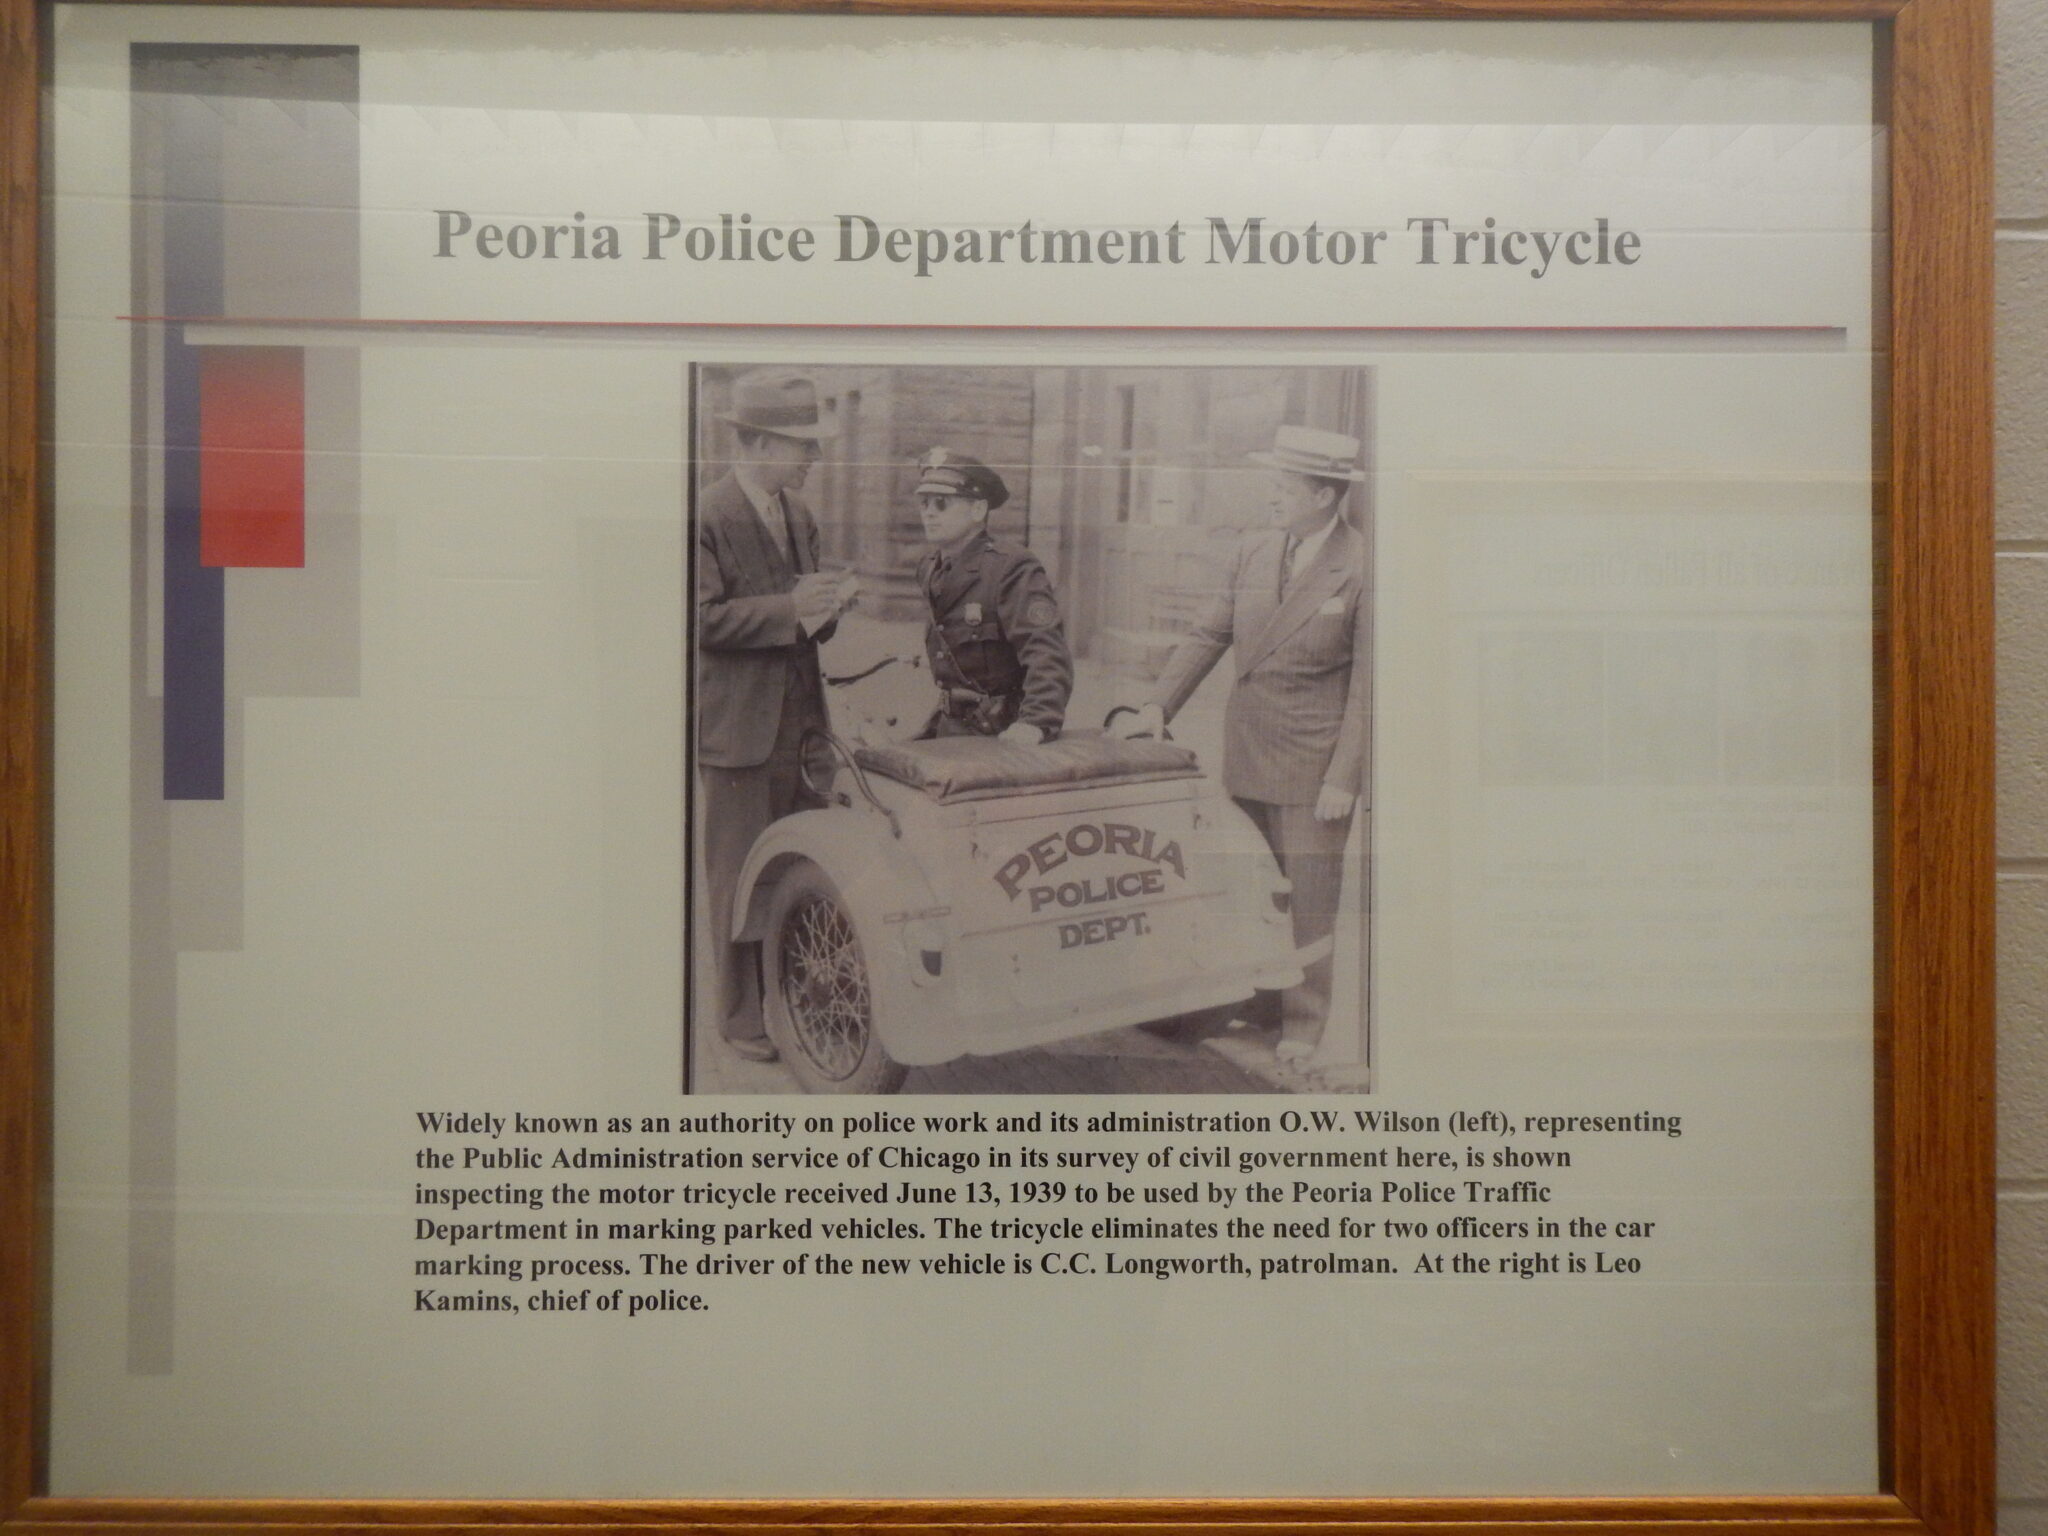 Peoria Police Department Motor Tricycle
PEORIA
POLICE
DEPT.
Widely known as an authority on police work and its administration O.W. Wilson (left), representing
the Public Administration service of Chicago in its survey of civil government here, is shown
inspecting the motor tricycle received June 13, 1939 to be used by the Peoria Police Traffic
Department in marking parked vehicles. The tricycle eliminates the need for two officers in the car
marking process. The driver of the new vehicle is C.C. Longworth, patrolman.  At the right is Leo
Kamins, chief of police.